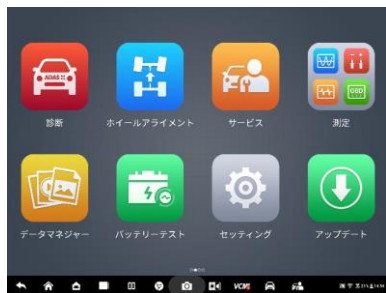 ADAS II
OBD
診断
ホイールアライメント
サービス
測定
データマネジャー
バッテリーテスト
セッティング
アップデート
VCMI